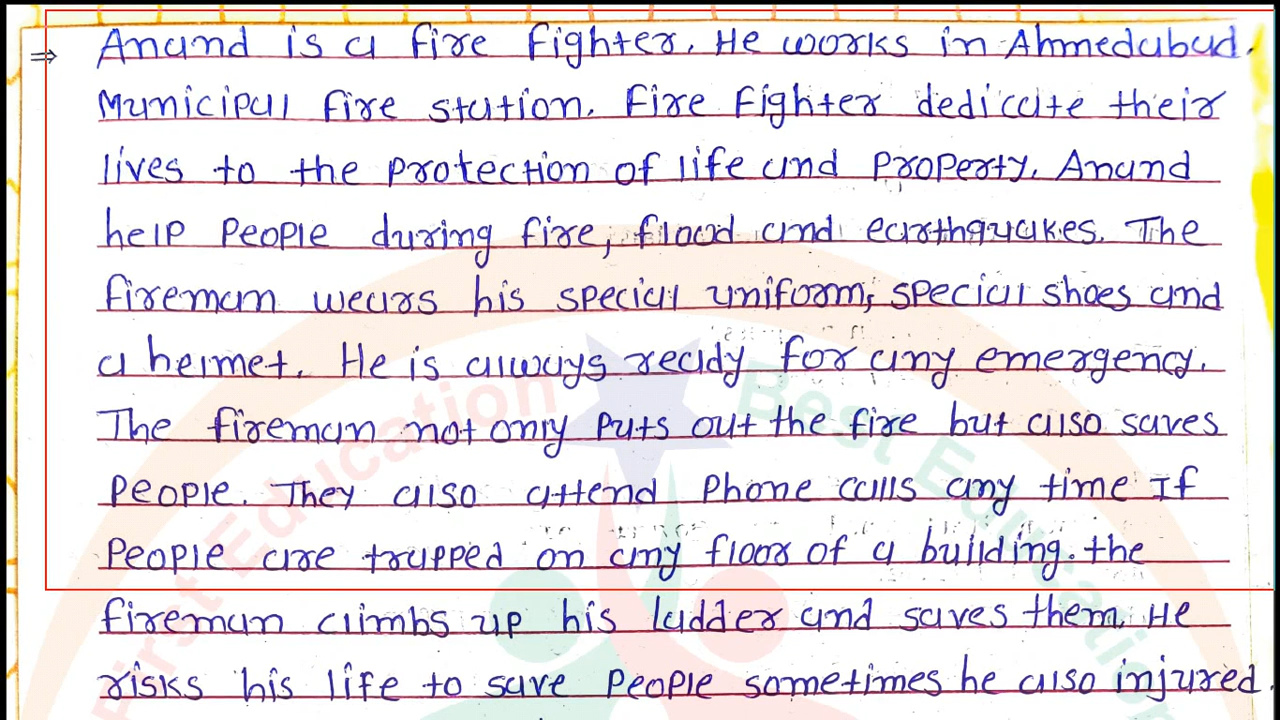 ⇒ Anand is a fire fighter. He works in Ahmedabad.
Municipal fire station. Fire Fighter dedicate their
lives to the protection of life and Property. Anand
help People during fire, flood and earthquakes. The
fireman wears his special uniform, special shoes and
a helmet. He is always ready for any emergency.
The fireman not only Puts out the fire but also saves
People. They also attend Phone calls any time If
People are trapped on any floor of a building. the
fireman climbs up his ladder and saves them. He
risks his life to save People sometimes he also injured.
First Education
Best Education